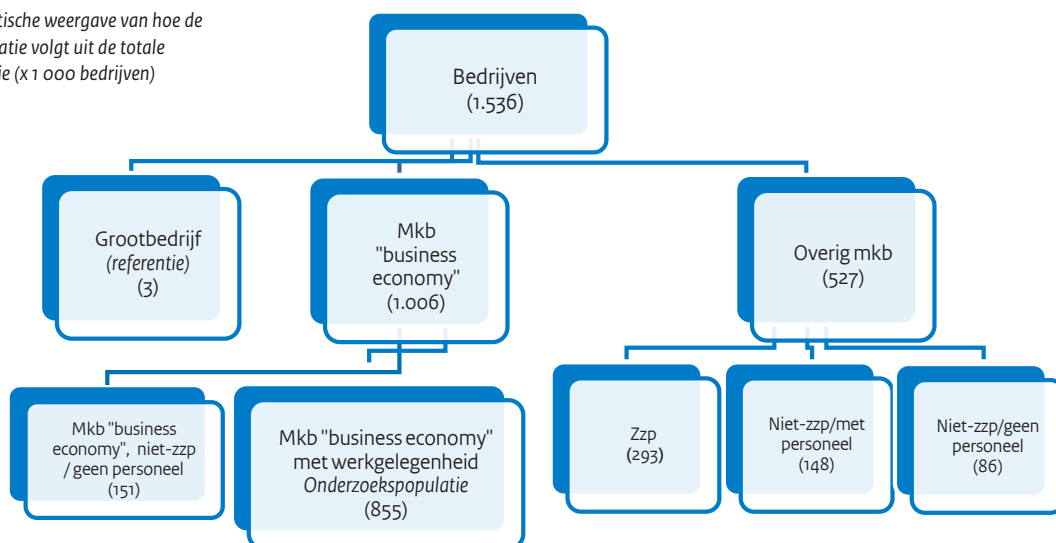 tische weergave van hoe de
atie volgt uit de totale
ie (x 1 000 bedrijven)
Bedrijven
(1.536)
Grootbedrijf
(referentie)
(3)
Mkb
"business
economy"
(1.006)
Overig mkb
(527)
Mkb "business
economy", niet-zzp
/ geen personeel
(151)
Mkb "business economy"
met werkgelegenheid
Onderzoekspopulatie
(855)
Zzp
(293)
Niet-zzp/met
personeel
(148)
Niet-zzp/geen
personeel
(86)